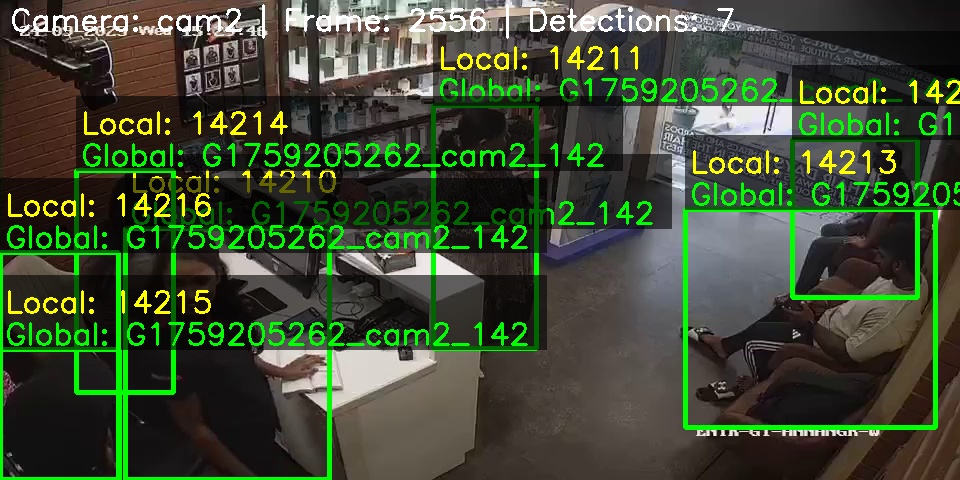 Camera: cam2 | Frame: 2556 | Detections: 7
Local: 14211
Global: G1759205262_
Local: 142
Global: G1
Local: 14214
Global: G1759205262_cam2_142
Local: 14213
Global: G1759205
Local: 14210
Global: G1759205262_cam2_142
Local: 14216
Global: G1759205262_cam2_142
Local: 14215
Global: G1759205262_cam2_142